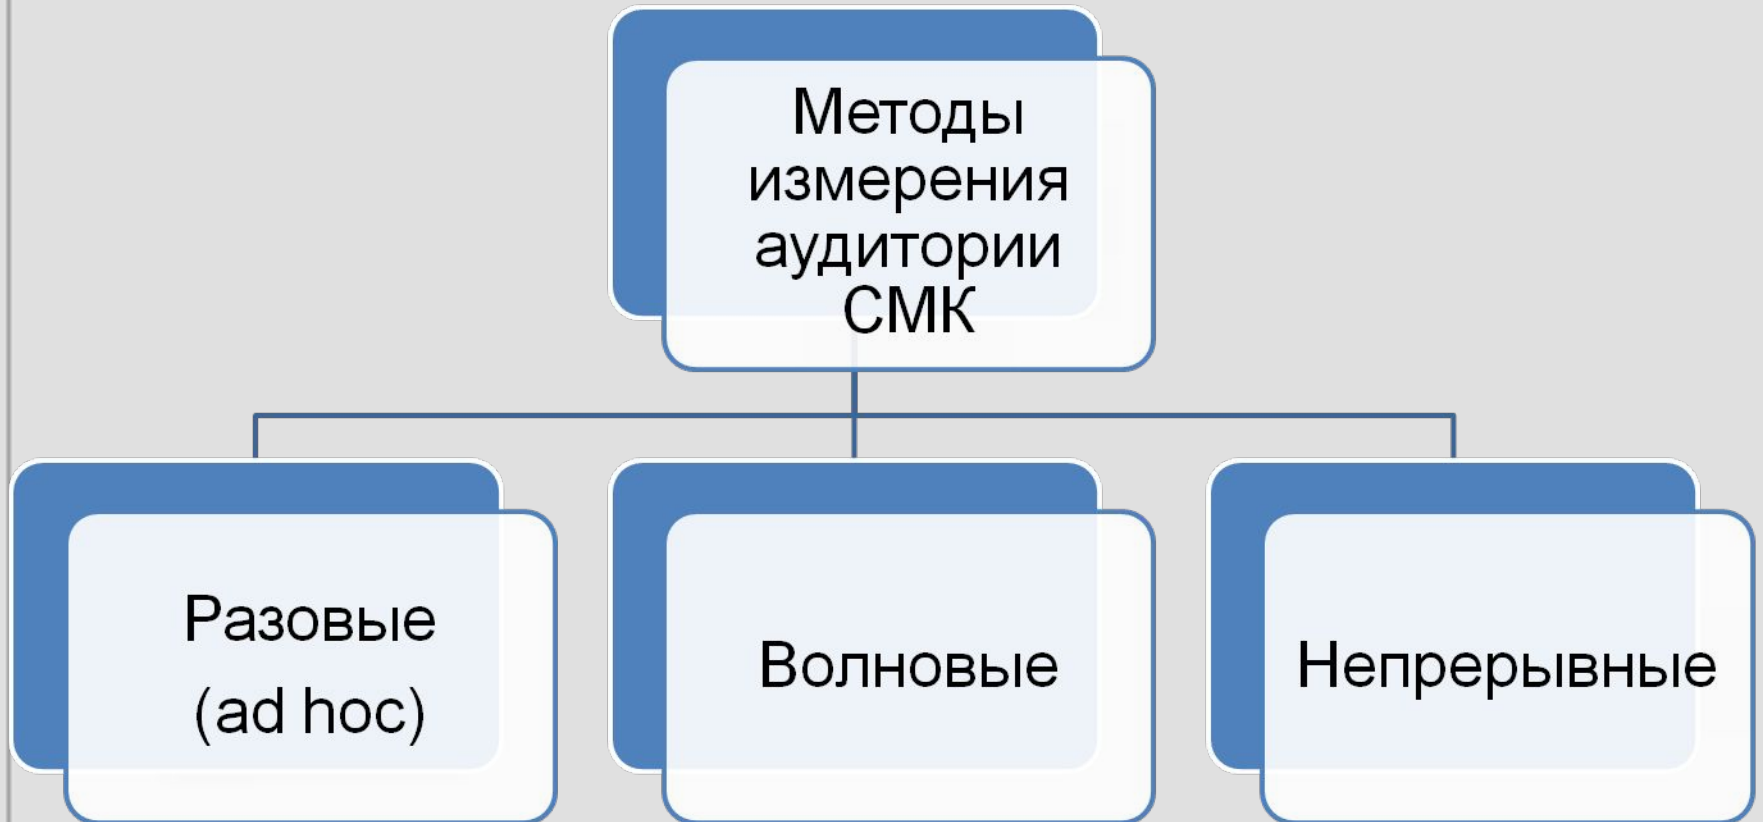 Методы
измерения
аудитории
СМК
Разовые
(ad hoc)
Волновые
Непрерывные